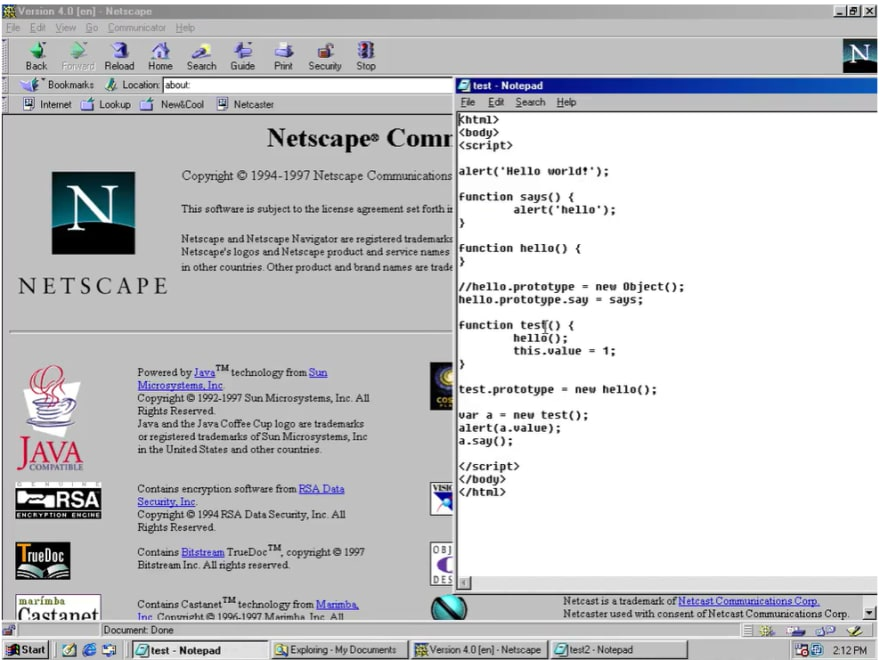 Version 4.0 [en] - Netscape
File Edit View Go Communicator Help
Back Forward Reload Home Search Guide Print Security Stop
N
Bookmarks Location: about:
Internet Lookup New&Cool Netcaster
Netscape® Comm
Copyright © 1994-1997 Netscape Communications
This software is subject to the license agreement set forth i
Netscape and Netscape Navigator are registered trademarks
Netscape's logos and Netscape product and service names
in other countries. Other product and brand names are trade
N
NETSCAPE
Powered by Java™ technology from Sun
Microsystems, Inc.
Copyright © 1992-1997 Sun Microsystems, Inc. All
Rights Reserved.
Java and the Java Coffee Cup logo are trademarks
or registered trademarks of Sun Microsystems, Inc
in the United States and other countries.
JAVA
COMPATIBLE
Contains encryption software from RSA Data
Security, Inc.
Copyright © 1994 RSA Data Security, Inc. All
Rights Reserved.
RSA
ENCRYPTION ENGINE
Contains Bitstream TrueDoc™, copyright © 1997
Bitstream Inc. All rights reserved.
TrueDoc
Contains Castanet™ technology from Marimba,
Inc. Copyright © 1996-1997 Marimba, Inc. All
marimba
Castanet
COS
VISI
OBJ
DES
Netcast is a trademark of Netcast Communications Corp.
Netcaster used with consent of Netcast Communications Corp.
Document: Done
test - Notepad
File Edit Search Help
<html>
<body>
<script>
alert('Hello world!');
function says() {
alert('hello');
}
function hello() {
}
//hello.prototype = new Object();
hello.prototype.say = says;
function test() {
hello();
this.value = 1;
}
test.prototype = new hello();
var a = new test();
alert(a.value);
a.say();
</script>
</body>
</html>
Start test - Notepad Exploring - My Documents Version 4.0 [en] - Netscape test2 - Notepad 2:12 PM